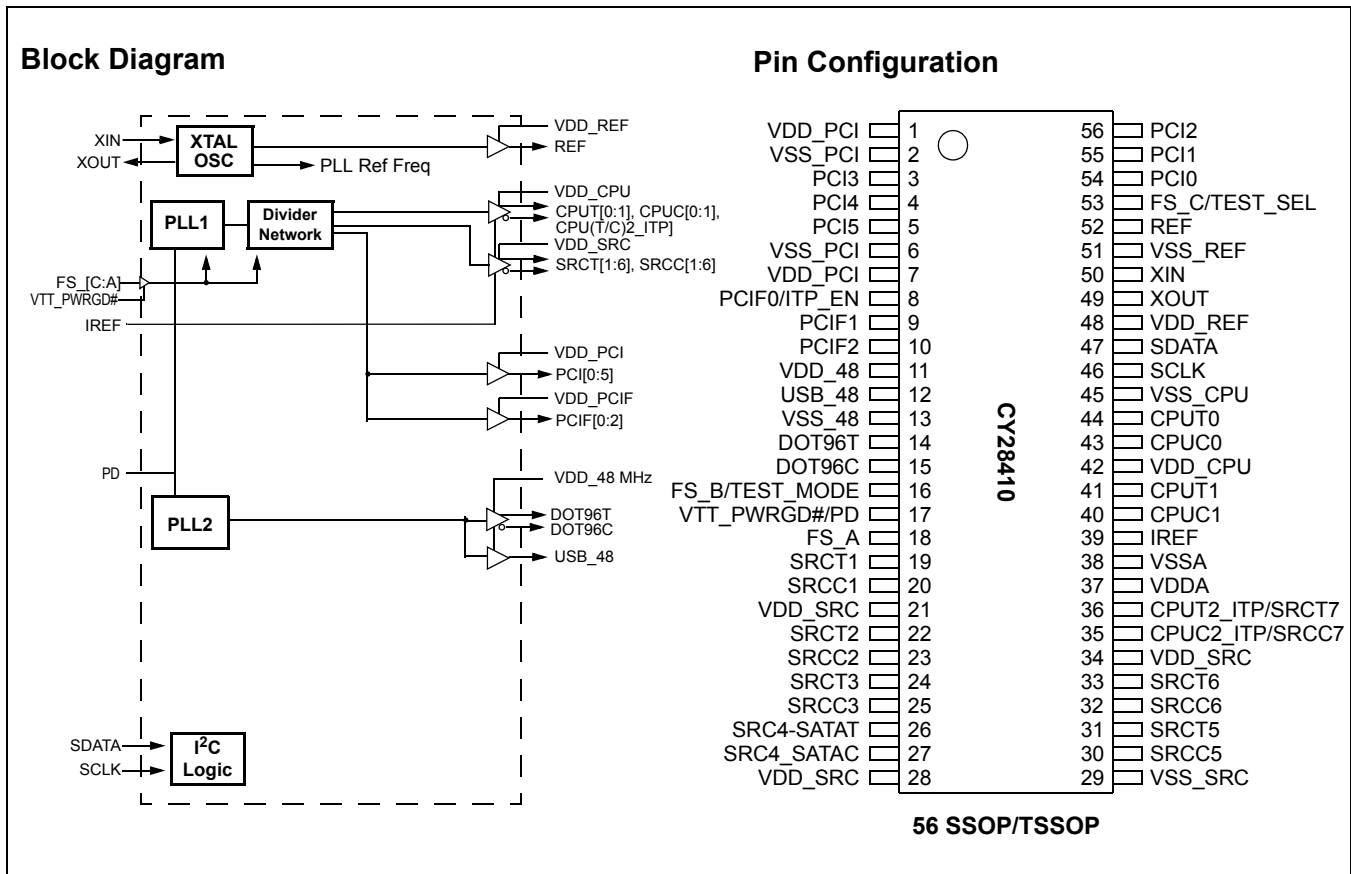 Block Diagram
XIN
XOUT
XTAL
OSC
PLL Ref Freq
VDD_REF
REF
PLL1
Divider
Network
VDD_CPU
CPUT[0:1], CPUC[0:1],
CPU(T/C)2_ITP]
VDD_SRC
SRCT[1:6], SRCC[1:6]
FS_[C:A]
VTT_PWRGD#
IREF
VDD_PCI
PCI[0:5]
VDD_PCIF
PCIF[0:2]
PD
PLL2
VDD_48 MHz
DOT96T
DOT96C
USB_48
SDATA
SCLK
I2C
Logic
Pin Configuration
VDD_PCI 1
VSS_PCI 2
PCI3 3
PCI4 4
PCI5 5
VSS_PCI 6
VDD_PCI 7
PCIF0/ITP_EN 8
PCIF1 9
PCIF2 10
VDD_48 11
USB_48 12
VSS_48 13
DOT96T 14
DOT96C 15
FS_B/TEST_MODE 16
VTT_PWRGD#/PD 17
FS_A 18
SRCT1 19
SRCC1 20
VDD_SRC 21
SRCT2 22
SRCC2 23
SRCT3 24
SRCC3 25
SRC4-SATAT 26
SRC4_SATAC 27
VDD_SRC 28
CY28410
56 PCI2
55 PCI1
54 PCI0
53 FS_C/TEST_SEL
52 REF
51 VSS_REF
50 XIN
49 XOUT
48 VDD_REF
47 SDATA
46 SCLK
45 VSS_CPU
44 CPUT0
43 CPUC0
42 VDD_CPU
41 CPUT1
40 CPUC1
39 IREF
38 VSSA
37 VDDA
36 CPUT2_ITP/SRCT7
35 CPUC2_ITP/SRCC7
34 VDD_SRC
33 SRCT6
32 SRCC6
31 SRCT5
30 SRCC5
29 VSS_SRC
56 SSOP/TSSOP